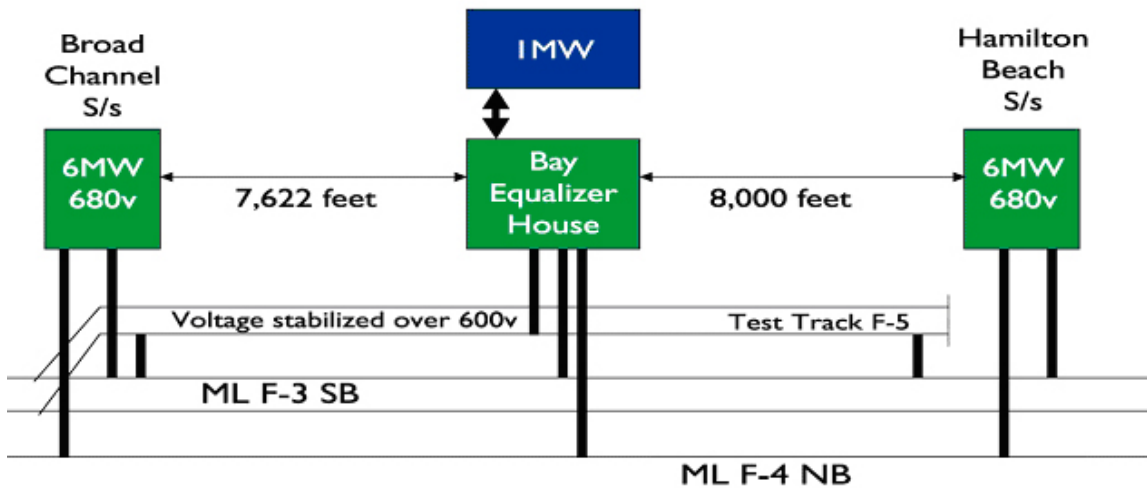 Broad
Channel
S/s
6MW
680v
7,622 feet
1MW
Bay
Equalizer
House
8,000 feet
Hamilton
Beach
S/s
6MW
680v
Voltage stabilized over 600v
Test Track F-5
ML F-3 SB
ML F-4 NB